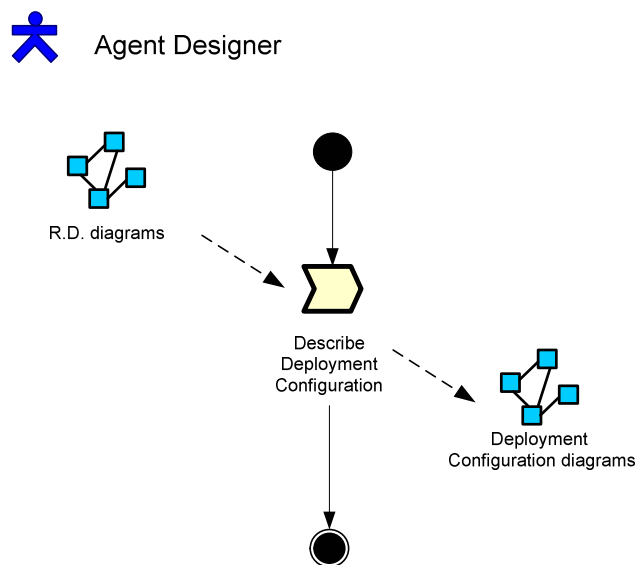 Agent Designer
R.D. diagrams
Describe
Deployment
Configuration
Deployment
Configuration diagrams